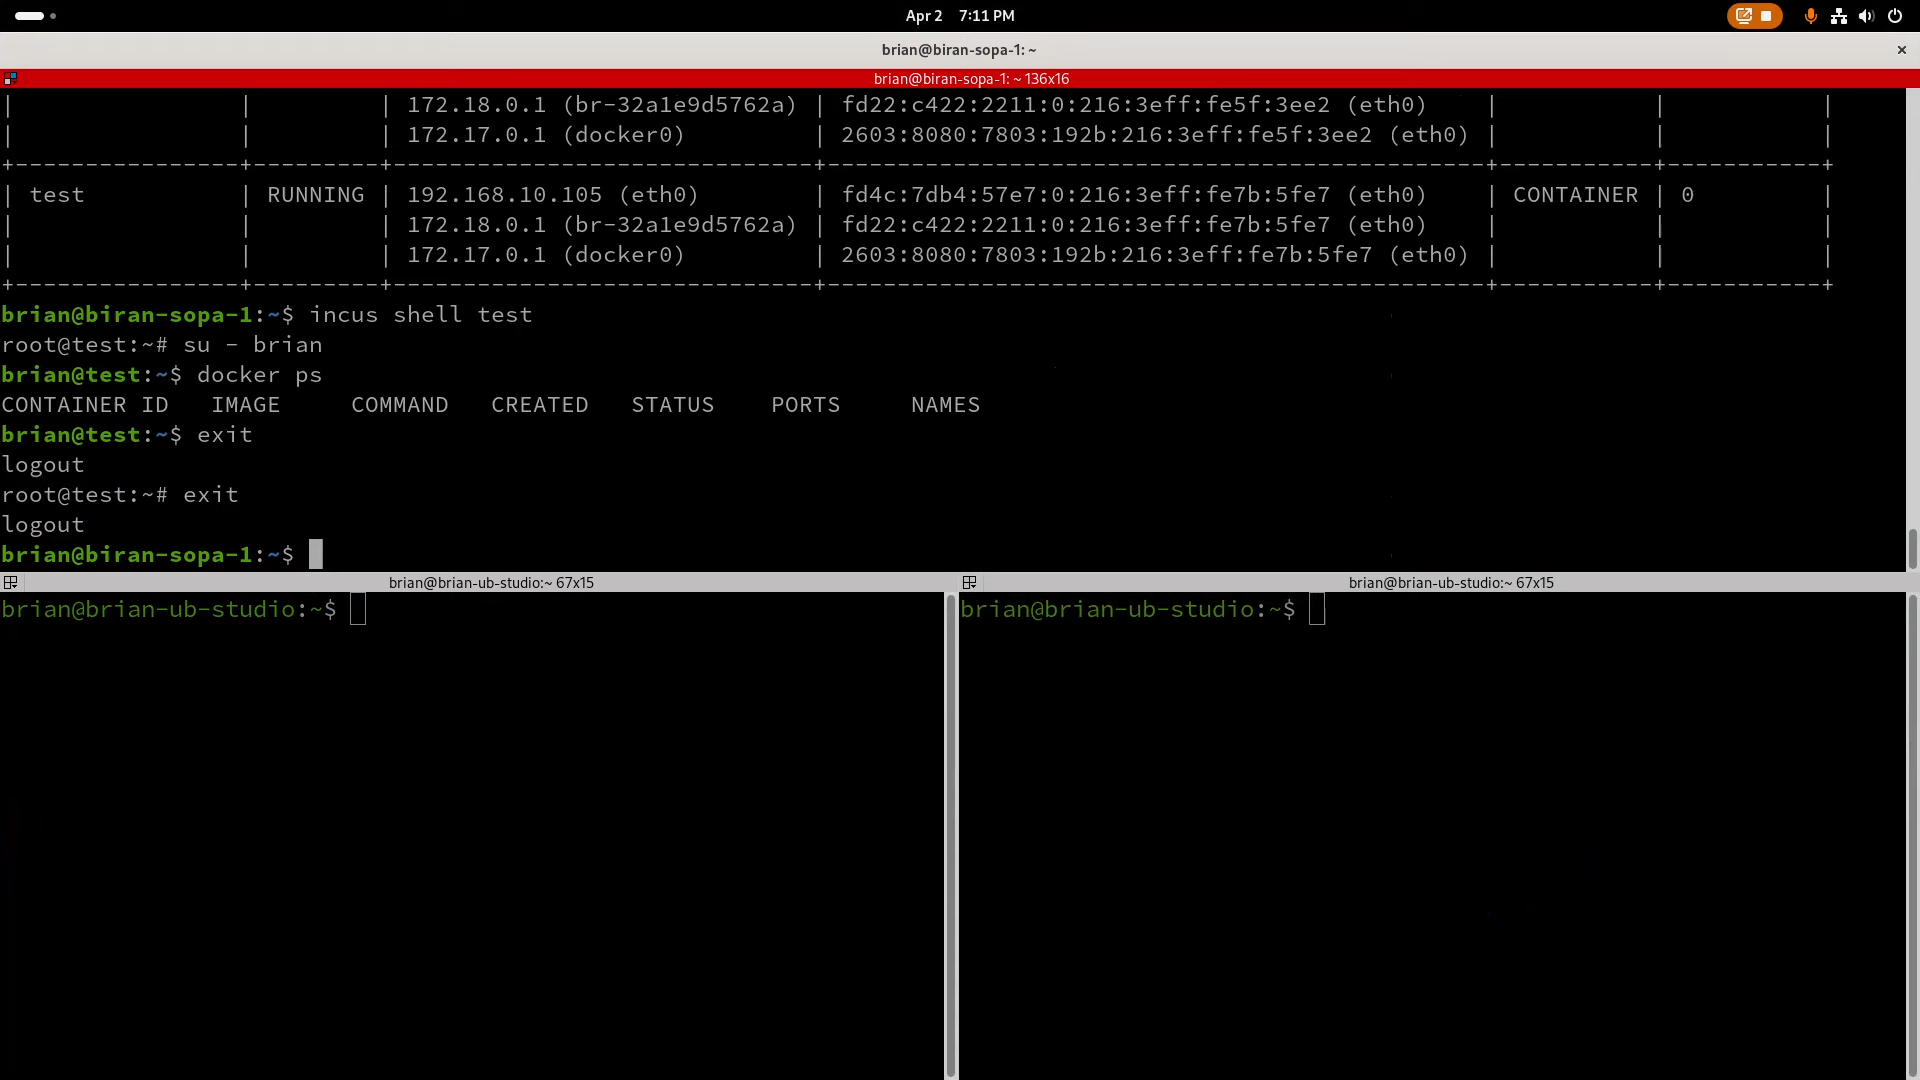 Apr 2 7:11 PM
brian@biran-sopa-1: ~
brian@biran-sopa-1: ~ 136x16
| | | 172.18.0.1 (br-32a1e9d5762a) | fd22:c422:2211:0:216:3eff:fe5f:3ee2 (eth0) | | |
| | | 172.17.0.1 (docker0) | 2603:8080:7803:192b:216:3eff:fe5f:3ee2 (eth0) | | |
+-----------------+---------+------------------------------+-----------------------------------------------+-----------+-----------+
| test | RUNNING | 192.168.10.105 (eth0) | fd4c:7db4:57e7:0:216:3eff:fe7b:5fe7 (eth0) | CONTAINER | 0 |
| | | 172.18.0.1 (br-32a1e9d5762a) | fd22:c422:2211:0:216:3eff:fe7b:5fe7 (eth0) | | |
| | | 172.17.0.1 (docker0) | 2603:8080:7803:192b:216:3eff:fe7b:5fe7 (eth0) | | |
+-----------------+---------+------------------------------+-----------------------------------------------+-----------+-----------+
brian@biran-sopa-1:~$ incus shell test
root@test:~# su - brian
brian@test:~$ docker ps
CONTAINER ID IMAGE COMMAND CREATED STATUS PORTS NAMES
brian@test:~$ exit
logout
root@test:~# exit
logout
brian@biran-sopa-1:~$
brian@brian-ub-studio:~ 67x15
brian@brian-ub-studio:~$
brian@brian-ub-studio:~ 67x15
brian@brian-ub-studio:~$